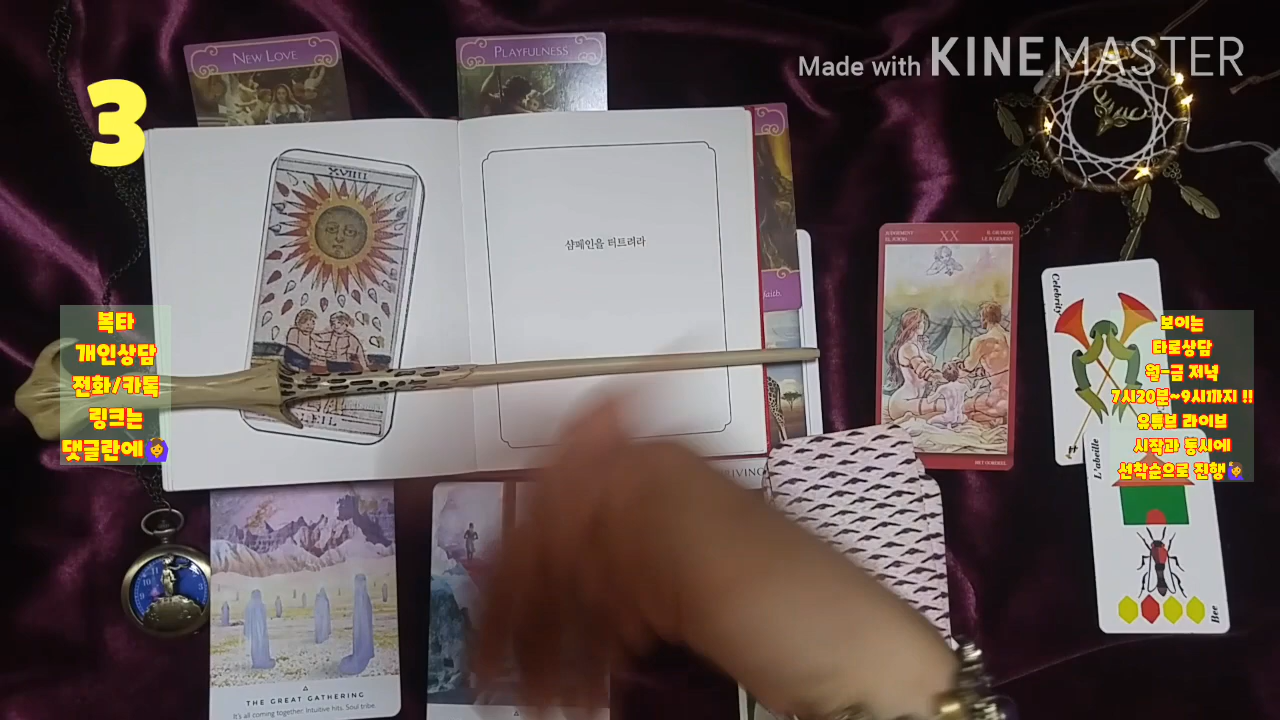 NEW LOVE
PLAYFULNESS
Made with KINEMASTER
3
XVIIII
샴페인을 터트려라
faith.
XX
Celebrity
복타
개인상담
전화/카톡
링크는
댓글란에🙆‍♀️
보이는
타로상담
월-금 저녁
7시20분~9시까지 !!
유튜브 라이브
시작과 동시에
선착순으로 진행🙋‍♀️
L'abeille
Bee
THE GREAT GATHERING
It's all coming together. Intuitive hits. Soul tribe.